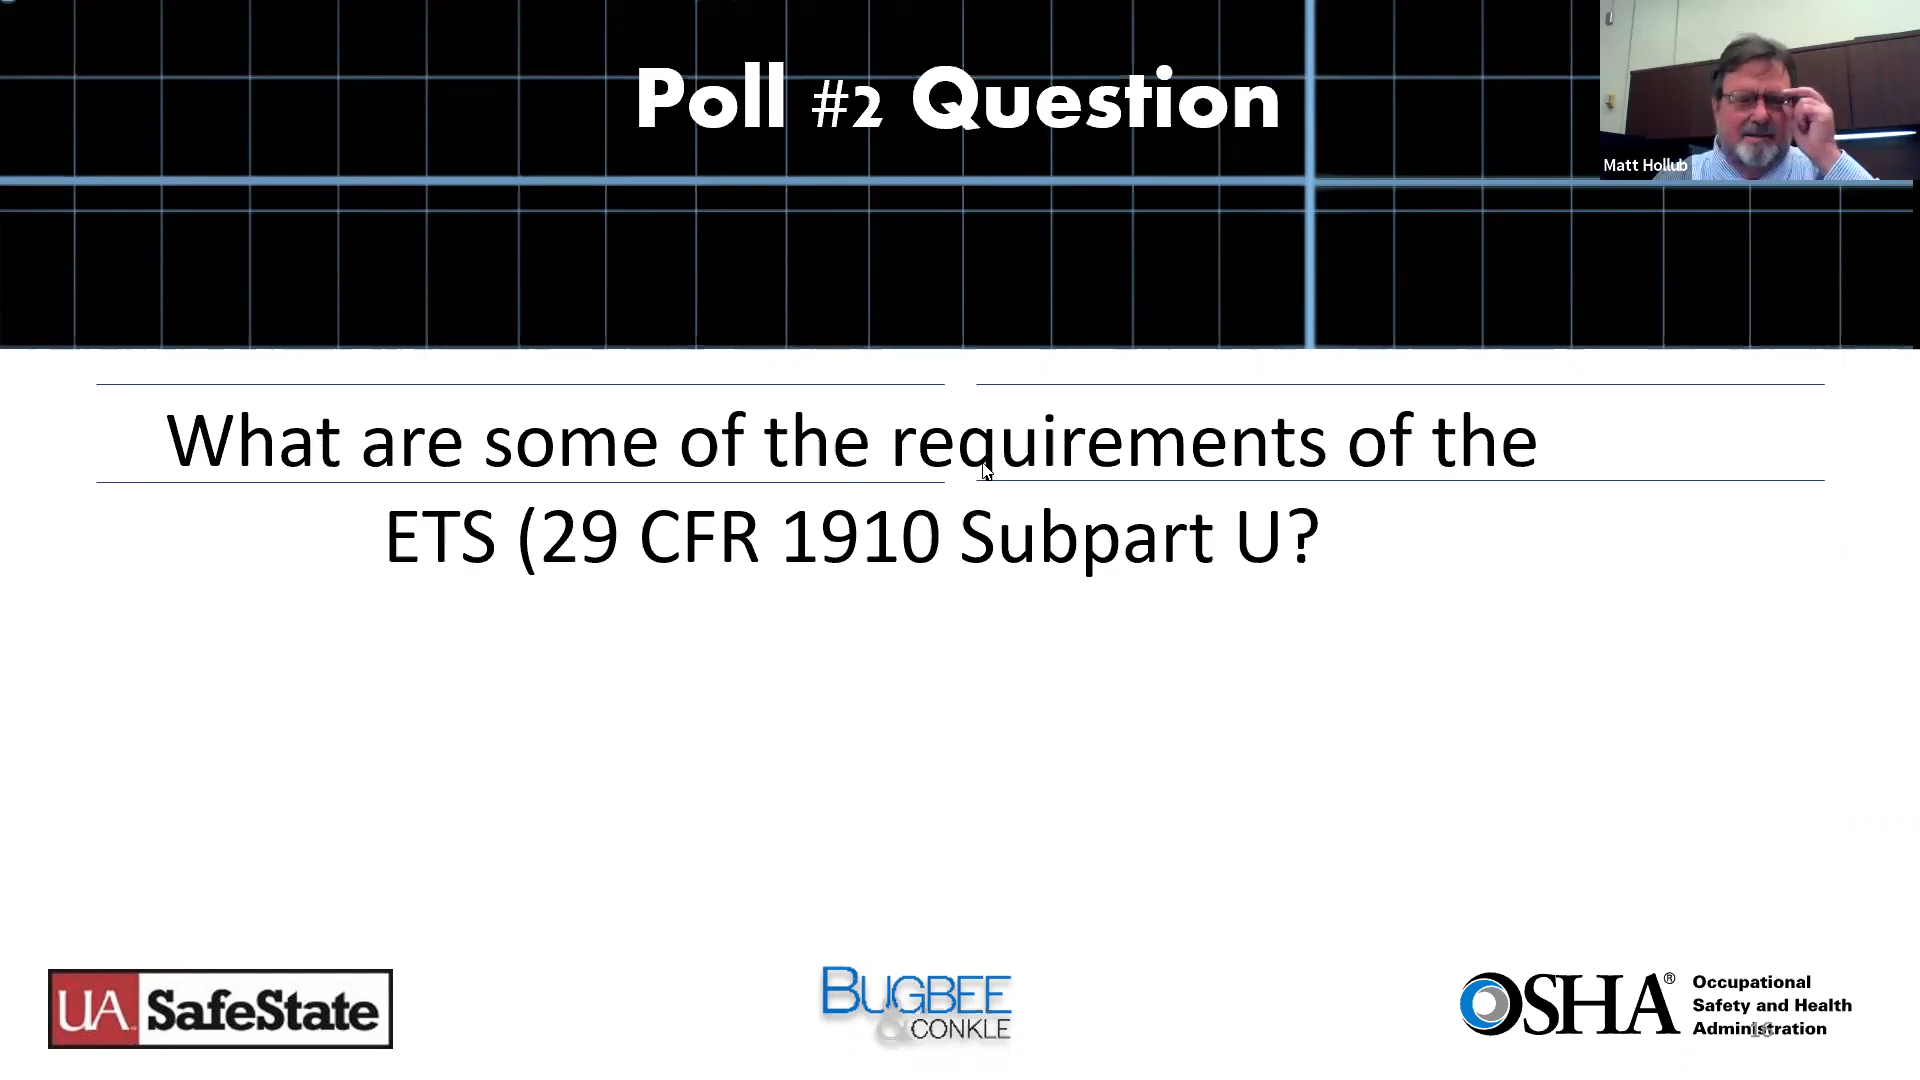 Poll #2 Question
Matt Hollub
What are some of the requirements of the
ETS (29 CFR 1910 Subpart U?
UA SafeState
BUGBEE
& CONKLE
OSHA®
Occupational
Safety and Health
Administration
16